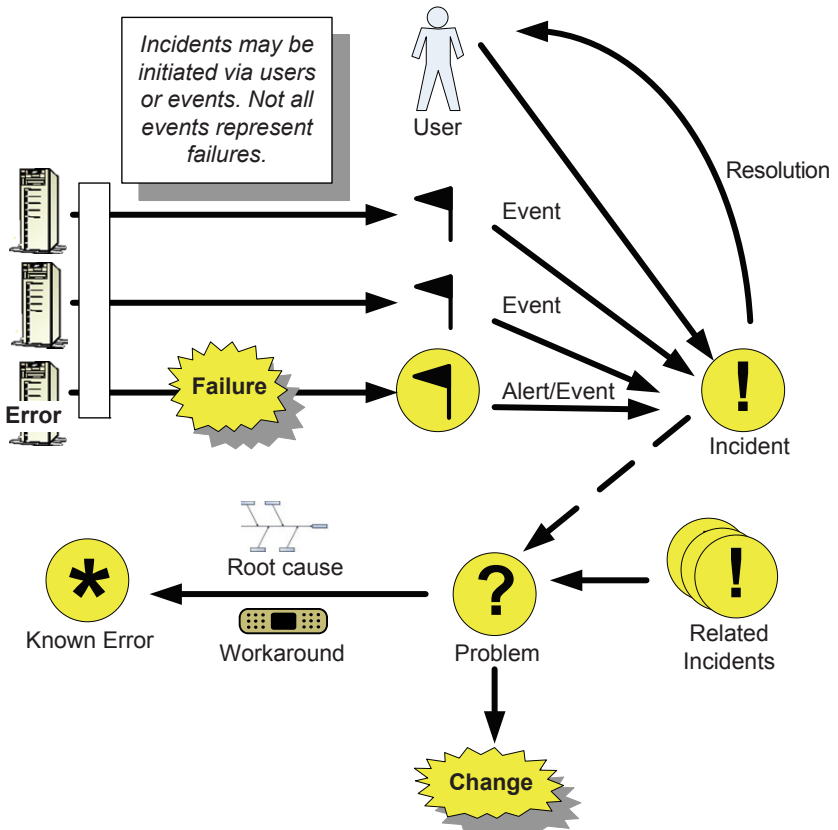 Incidents may be
initiated via users
or events. Not all
events represent
failures.
User
Resolution
Event
Event
Failure
Alert/Event
Error
!
Incident
Root cause
*
?
!
Known Error
Workaround
Problem
Related
Incidents
Change